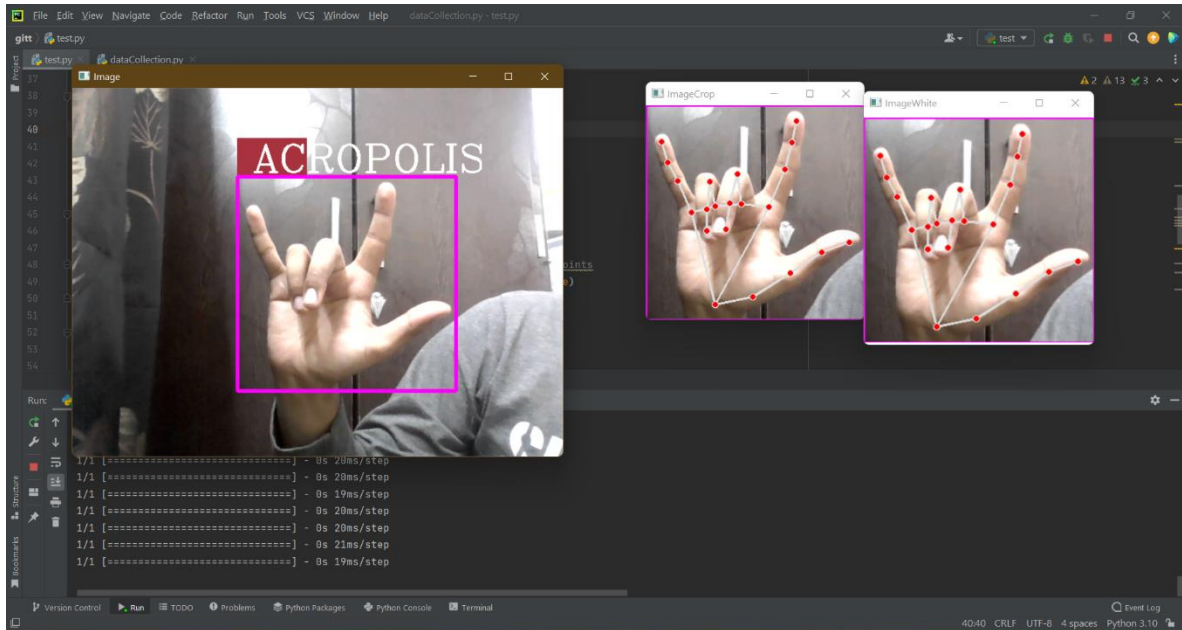 File Edit View Navigate Code Refactor Run Tools VCS Window Help dataCollection.py - test.py
gitt test.py test
test.py dataCollection.py
Project
37
38
39
40
41
42
43
44
45
46
47
48
49
50
51
52
53
54
2 13 3
Image
ACROPOLIS
ImageCrop
ImageWhite
oints
Run:
1/1 [==============================] - 0s 20ms/step
1/1 [==============================] - 0s 20ms/step
1/1 [==============================] - 0s 19ms/step
1/1 [==============================] - 0s 20ms/step
1/1 [==============================] - 0s 20ms/step
1/1 [==============================] - 0s 21ms/step
1/1 [==============================] - 0s 19ms/step
Structure
Bookmarks
Version Control Run TODO Problems Python Packages Python Console Terminal Event Log
40:40 CRLF UTF-8 4 spaces Python 3.10